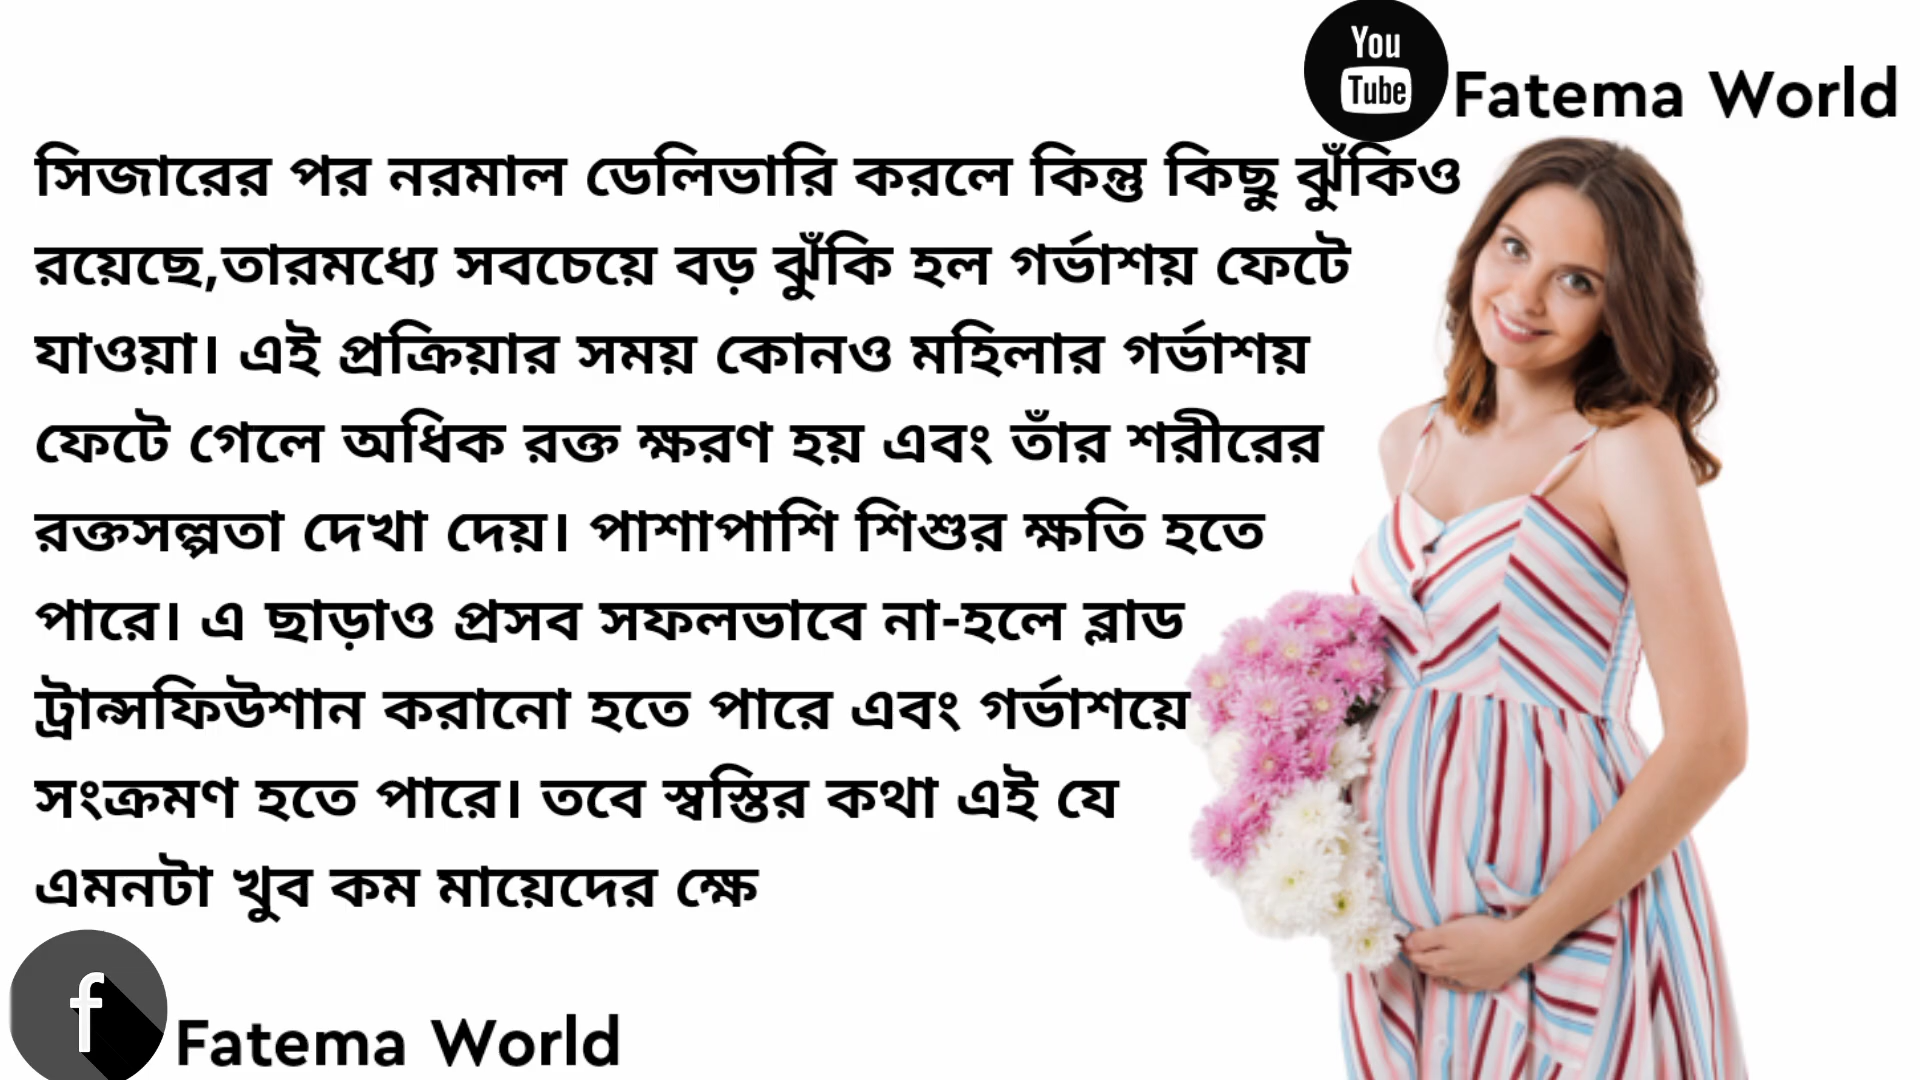 You
Tube
Fatema World
সিজারের পর নরমাল ডেলিভারি করলে কিন্তু কিছু ঝুঁকিও
রয়েছে,তারমধ্যে সবচেয়ে বড় ঝুঁকি হল গর্ভাশয় ফেটে
যাওয়া। এই প্রক্রিয়ার সময় কোনও মহিলার গর্ভাশয়
ফেটে গেলে অধিক রক্ত ক্ষরণ হয় এবং তাঁর শরীরের
রক্তসল্পতা দেখা দেয়। পাশাপাশি শিশুর ক্ষতি হতে
পারে। এ ছাড়াও প্রসব সফলভাবে না-হলে ব্লাড
ট্রান্সফিউশান করানো হতে পারে এবং গর্ভাশয়ে
সংক্রমণ হতে পারে। তবে স্বস্তির কথা এই যে
এমনটা খুব কম মায়েদের ক্ষে
f
Fatema World